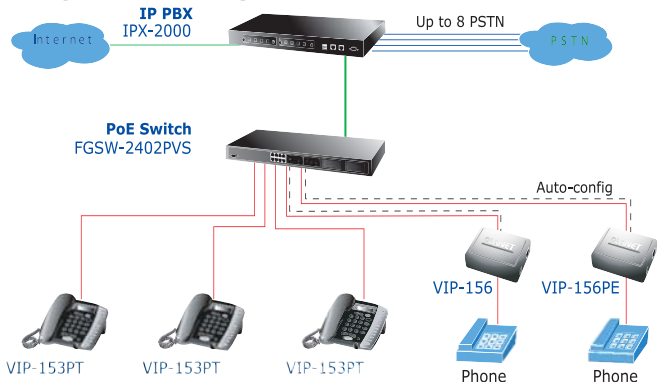 IP PBX
IPX-2000
Internet
Up to 8 PSTN
PSTN
PoE Switch
FGSW-2402PVS
Auto-config
VIP-156
VIP-156PE
VIP-153PT
VIP-153PT
VIP-153PT
Phone
Phone